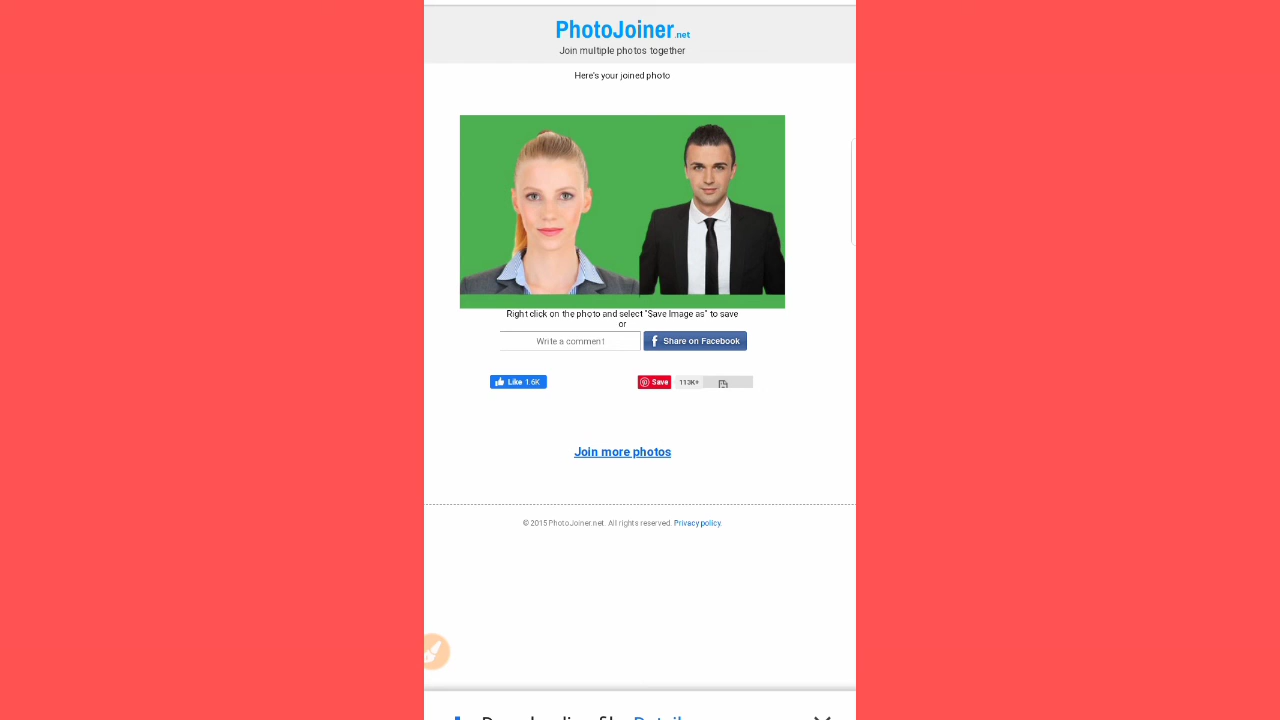 PhotoJoiner.net
Join multiple photos together
Here's your joined photo
Right click on the photo and select "Save Image as" to save
or
Write a comment
Share on Facebook
Like 1.6K
Save
113K+
Join more photos
© 2015 PhotoJoiner.net. All rights reserved. Privacy policy.